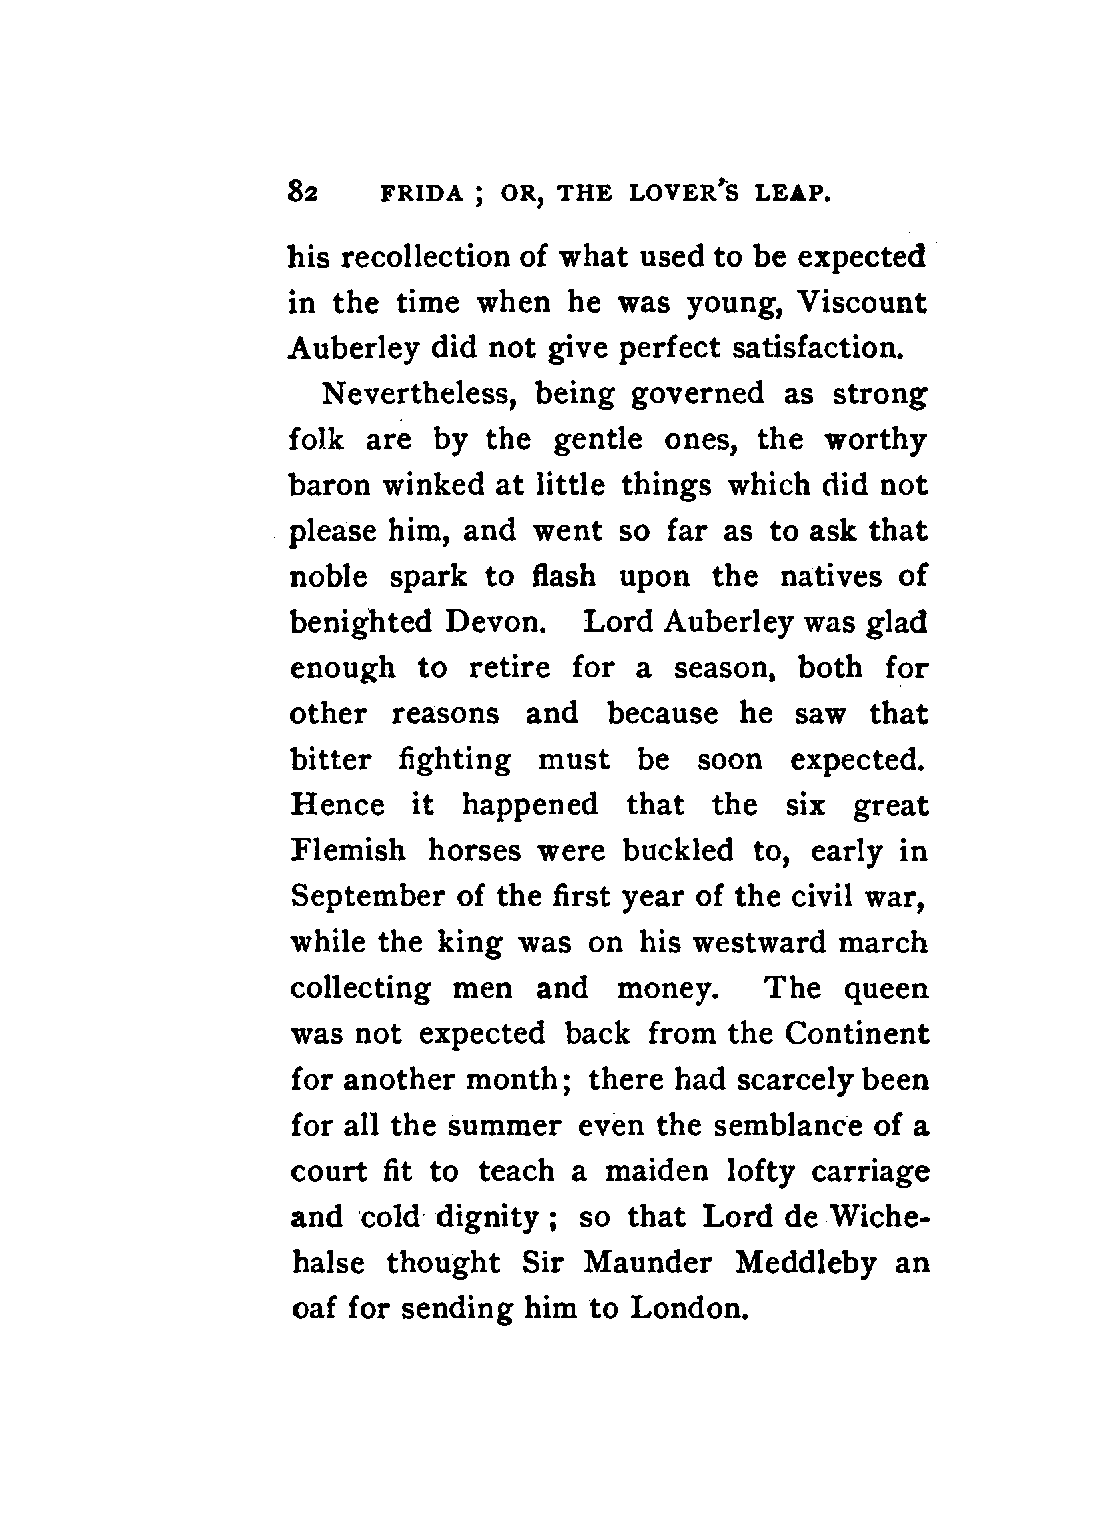 82 FRIDA ; OR, THE LOVER'S LEAP.
his recollection of what used to be expected
in the time when he was young, Viscount
Auberley did not give perfect satisfaction.
Nevertheless, being governed as strong
folk are by the gentle ones, the worthy
baron winked at little things which did not
please him, and went so far as to ask that
noble spark to flash upon the natives of
benighted Devon. Lord Auberley was glad
enough to retire for a season, both for
other reasons and because he saw that
bitter fighting must be soon expected.
Hence it happened that the six great
Flemish horses were buckled to, early in
September of the first year of the civil war,
while the king was on his westward march
collecting men and money. The queen
was not expected back from the Continent
for another month; there had scarcely been
for all the summer even the semblance of a
court fit to teach a maiden lofty carriage
and cold dignity ; so that Lord de Wiche-
halse thought Sir Maunder Meddleby an
oaf for sending him to London.